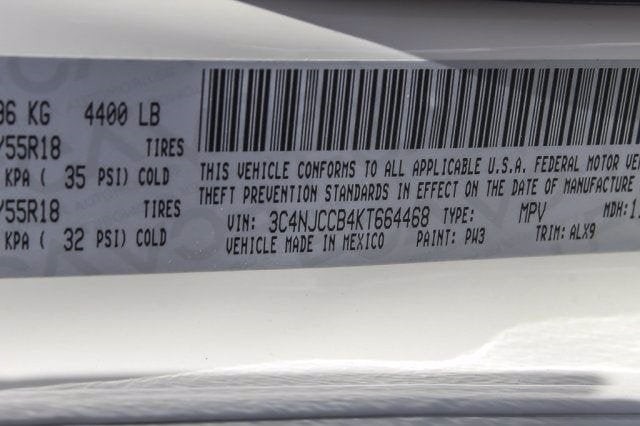 96 KG 4400 LB
/55R18 TIRES
KPA ( 35 PSI) COLD
/55R18 TIRES
KPA ( 32 PSI) COLD
THIS VEHICLE CONFORMS TO ALL APPLICABLE U.S.A. FEDERAL MOTOR VE
THEFT PREVENTION STANDARDS IN EFFECT ON THE DATE OF MANUFACTURE
VIN: 3C4NJCCB4KT664468 TYPE: MPV MDH:1
VEHICLE MADE IN MEXICO PAINT: PW3 TRIM: ALX9